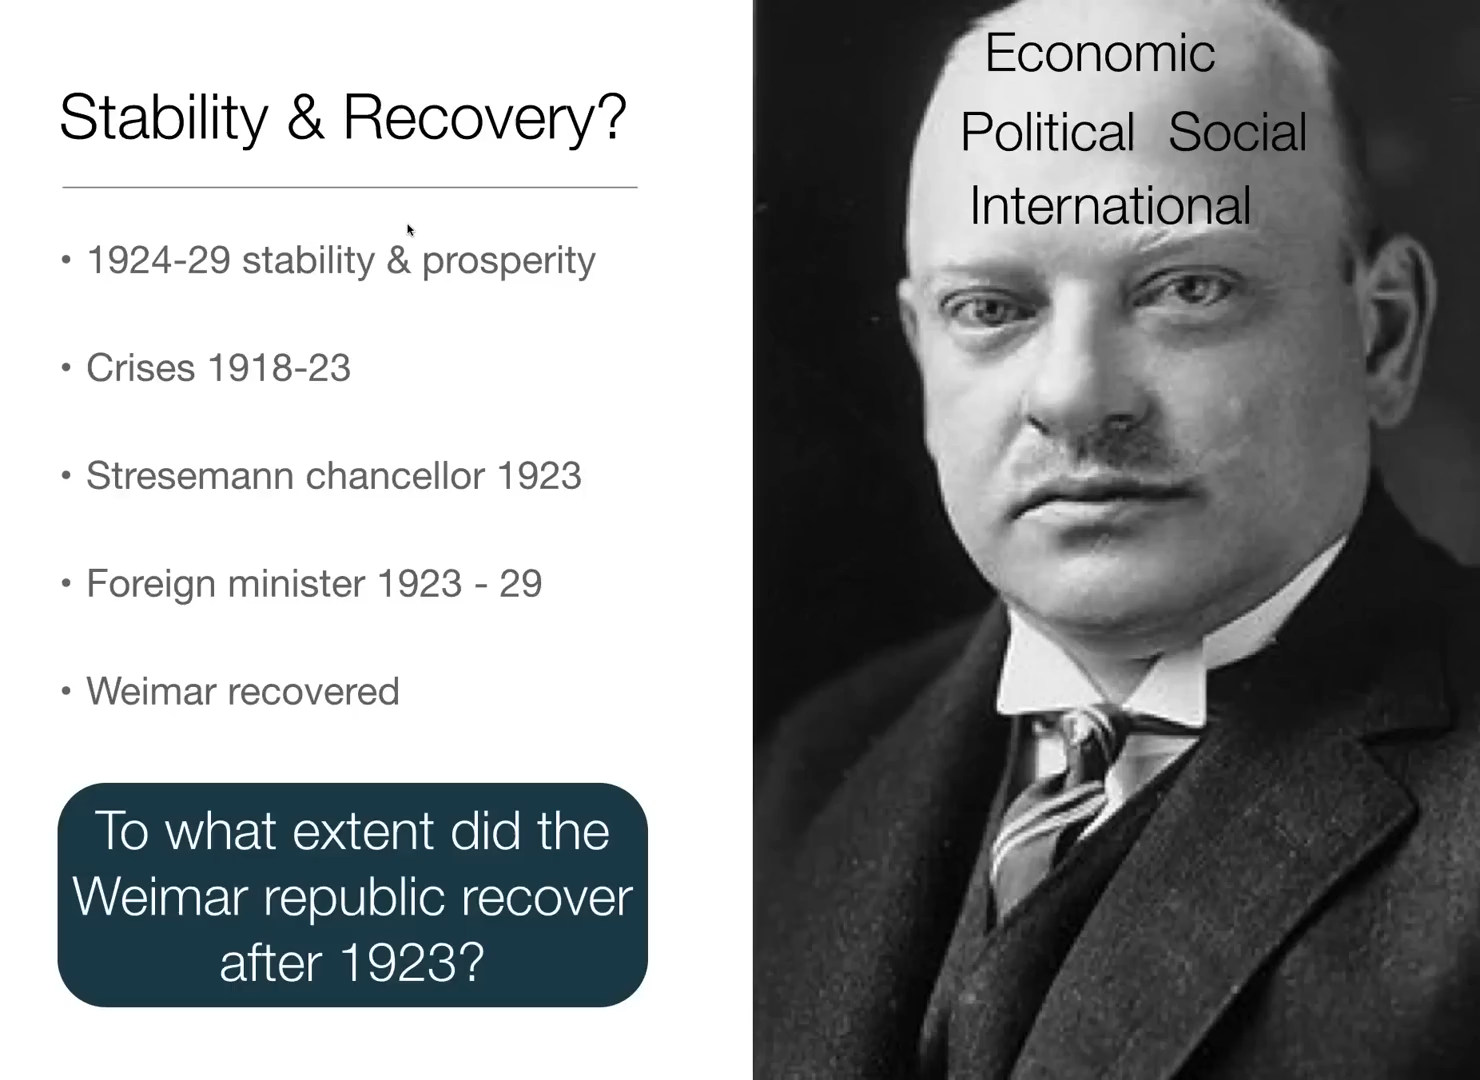 Stability & Recovery?
• 1924-29 stability & prosperity
• Crises 1918-23
• Stresemann chancellor 1923
• Foreign minister 1923 - 29
• Weimar recovered
To what extent did the
Weimar republic recover
after 1923?
Economic
Political Social
International